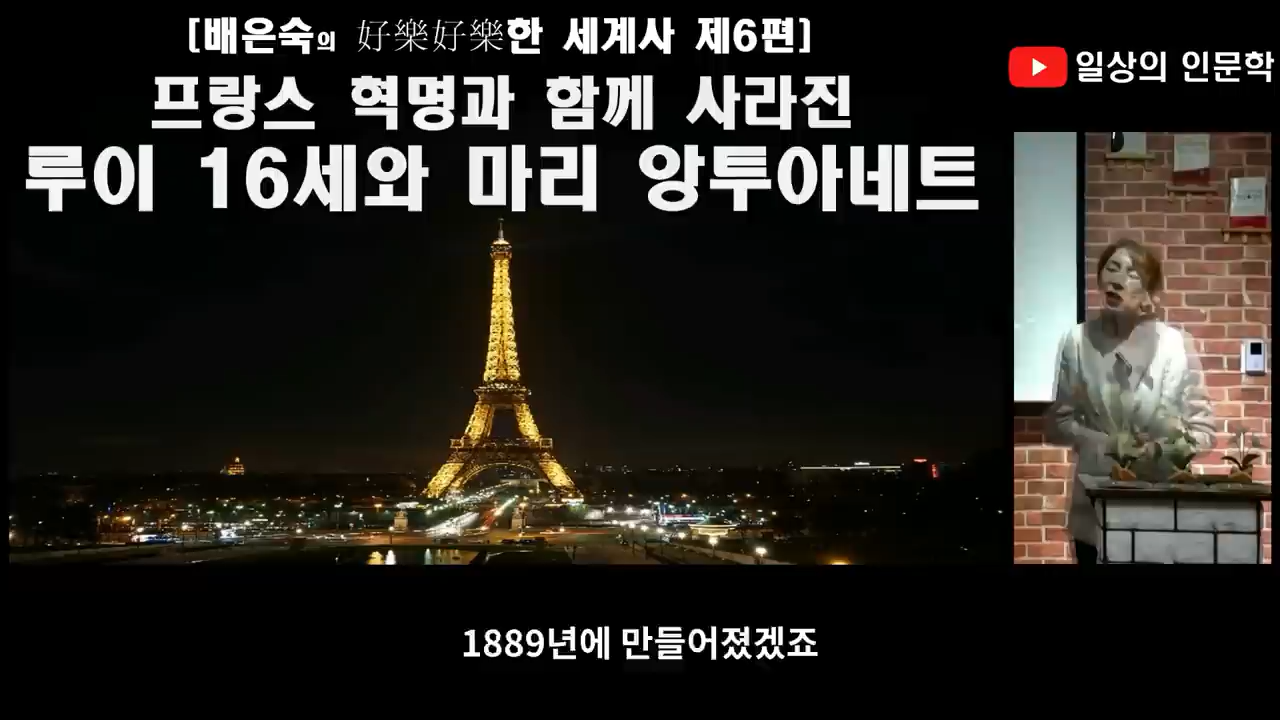 [배은숙의 好樂好樂한 세계사 제6편]
프랑스 혁명과 함께 사라진
루이 16세와 마리 앙투아네트
일상의 인문학
1889년에 만들어졌겠죠